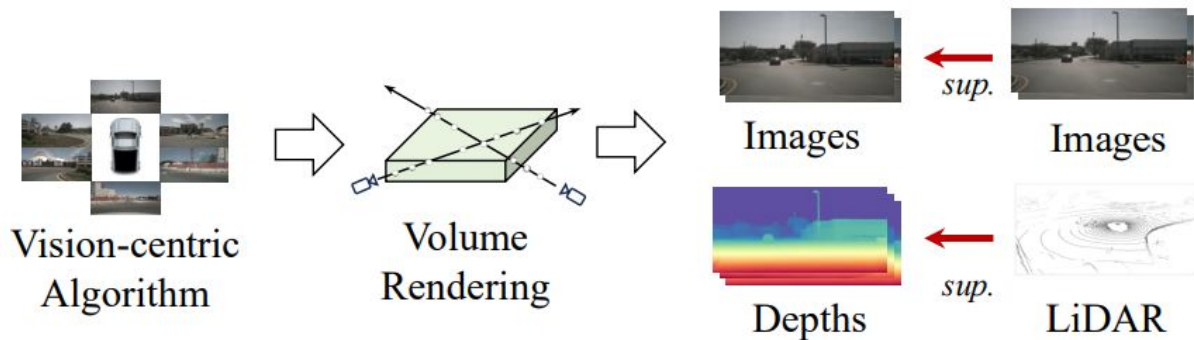 Vision-centric
Algorithm
Volume
Rendering
Images
sup.
Images
Depths
sup.
LiDAR